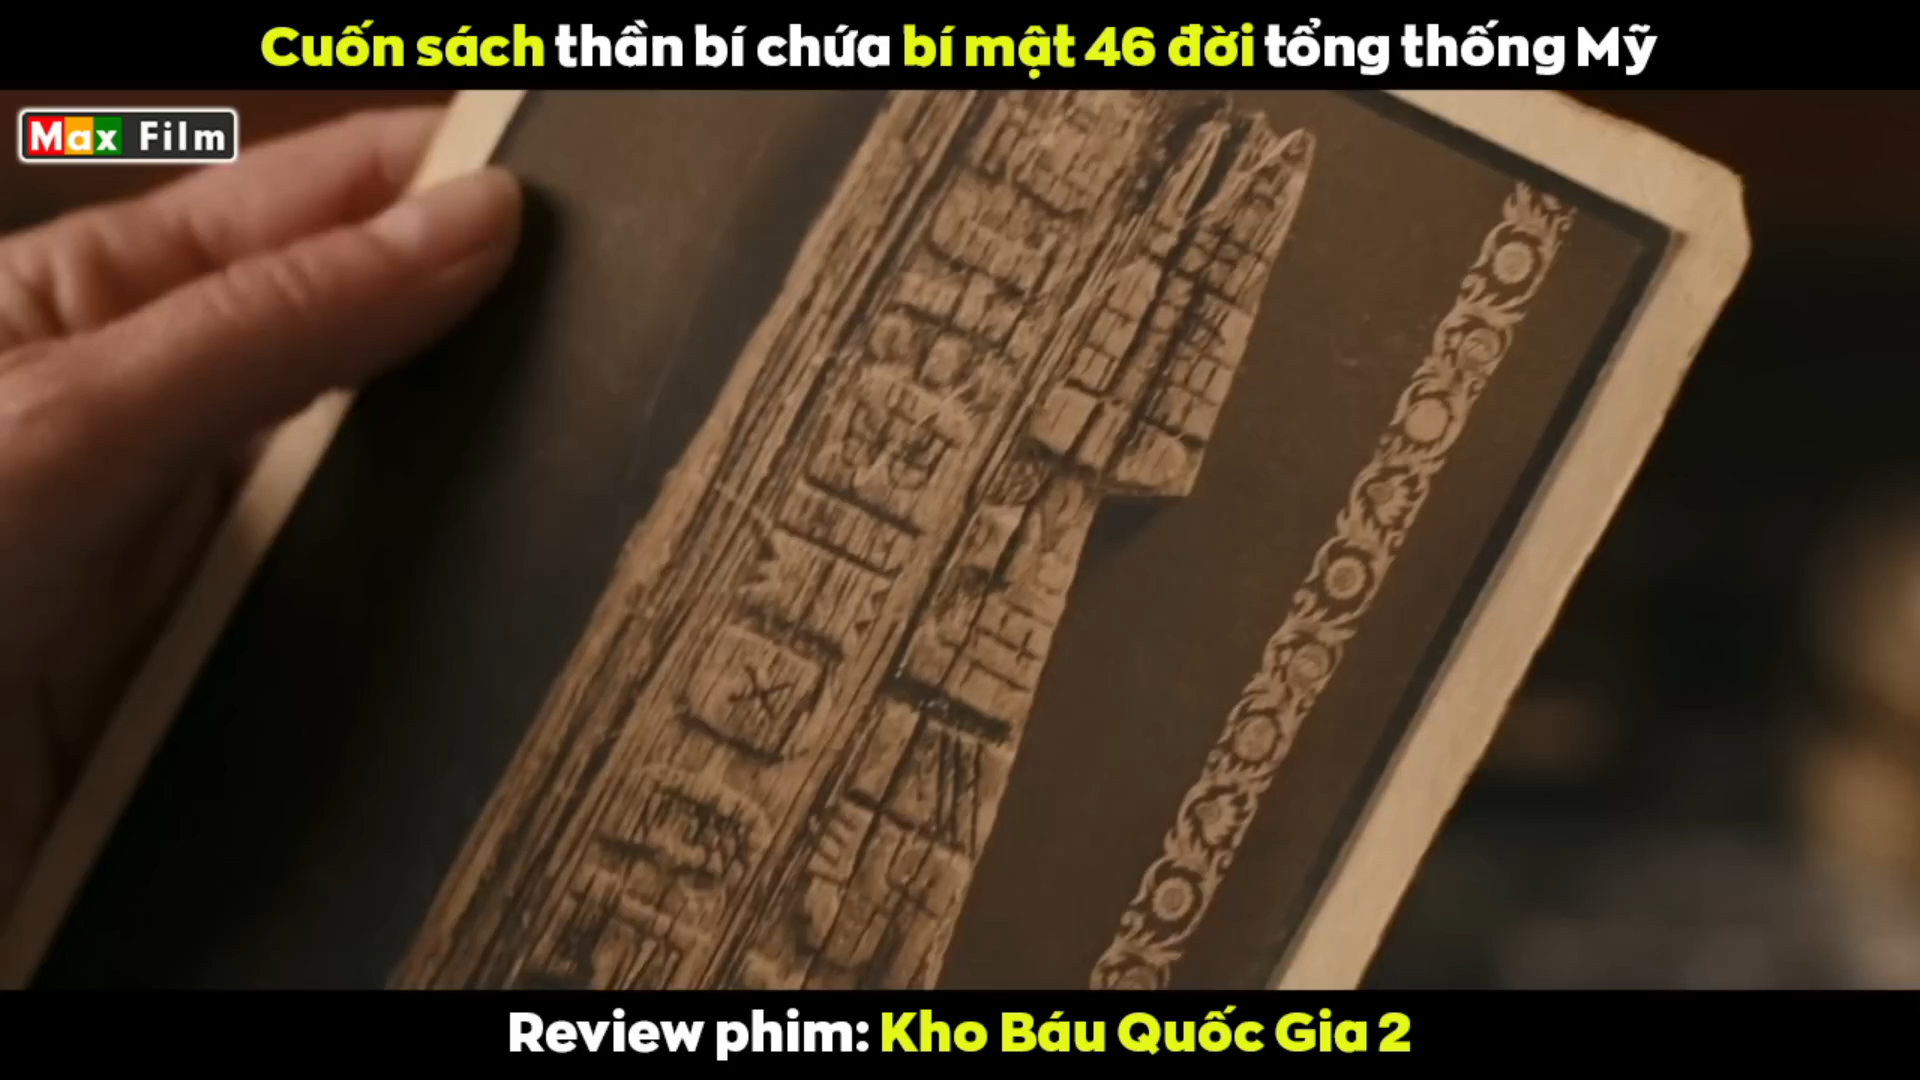 Cuốn sách thần bí chứa bí mật 46 đời tổng thống Mỹ
Max Film
Review phim: Kho Báu Quốc Gia 2